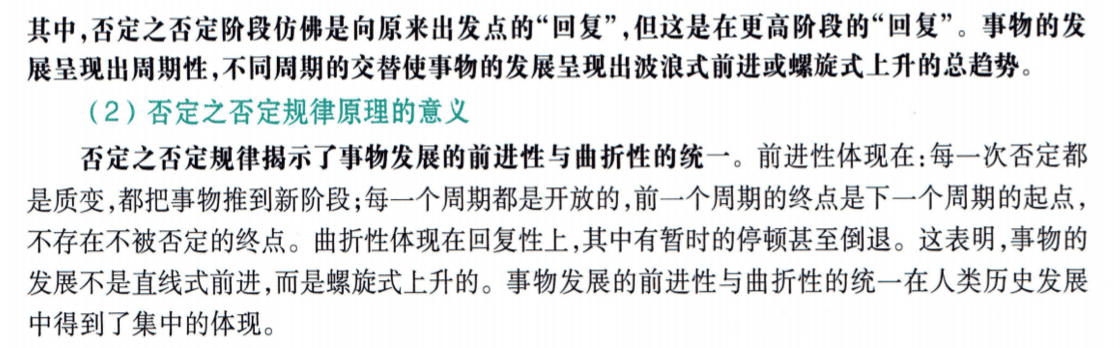 其中,否定之否定阶段仿佛是向原来出发点的“回复”,但这是在更高阶段的“回复”。事物的发
展呈现出周期性,不同周期的交替使事物的发展呈现出波浪式前进或螺旋式上升的总趋势。
(2)否定之否定规律原理的意义
否定之否定规律揭示了事物发展的前进性与曲折性的统一。前进性体现在:每一次否定都
是质变,都把事物推到新阶段;每一个周期都是开放的,前一个周期的终点是下一个周期的起点,
不存在不被否定的终点。曲折性体现在回复性上,其中有暂时的停顿甚至倒退。这表明,事物的
发展不是直线式前进,而是螺旋式上升的。事物发展的前进性与曲折性的统一在人类历史发展
中得到了集中的体现。